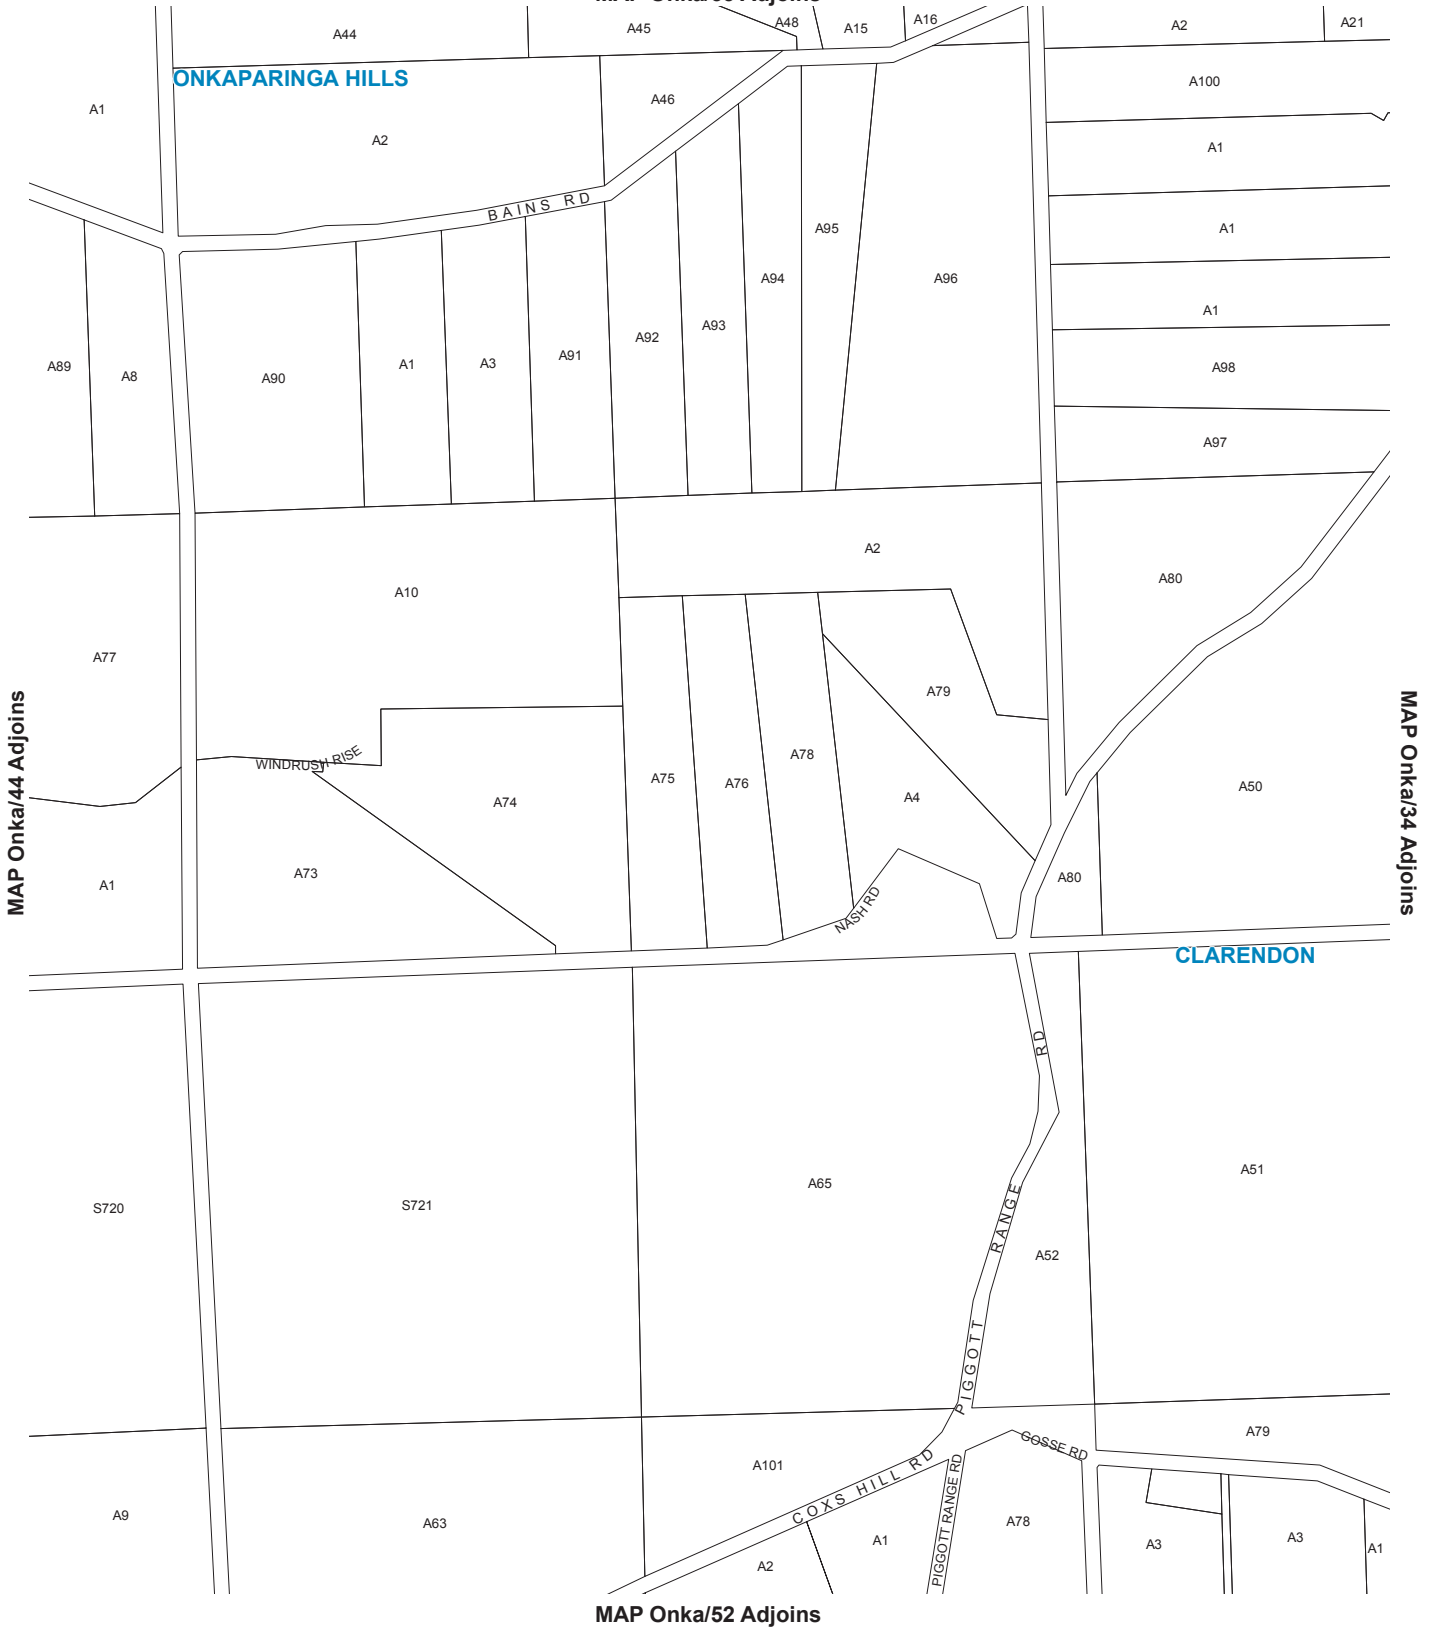 A44
A45
A48
A15
A16
A2
A21
ONKAPARINGA HILLS
A1
A46
A100
A2
A1
BAINS RD
A95
A1
A94
A96
A1
A93
A92
A91
A89
A8
A90
A1
A3
A98
A97
A2
A10
A80
A77
A79
MAP Onka/44 Adjoins
MAP Onka/34 Adjoins
WINDRUSH RISE
A78
A75
A76
A74
A4
A50
A73
A1
A80
NASH RD
CLARENDON
PIGGOTT RANGE RD
A51
A65
S720
S721
A52
A79
GOSSE RD
A101
COXS HILL RD
PIGGOTT RANGE RD
A9
A63
A78
A1
A3
A3
A1
A2
MAP Onka/52 Adjoins